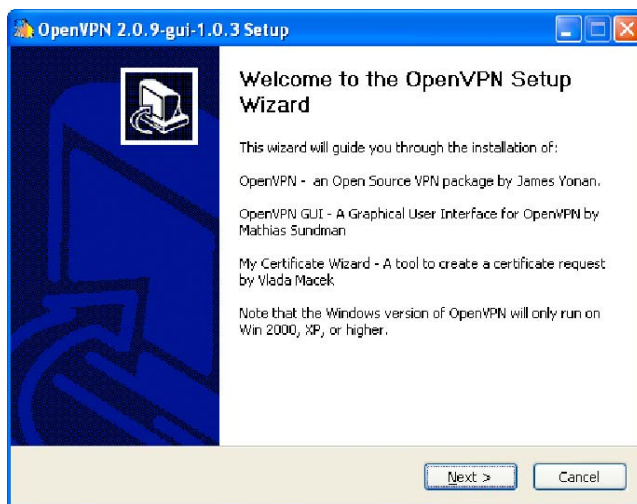 OpenVPN 2.0.9-gui-1.0.3 Setup
Welcome to the OpenVPN Setup
Wizard
This wizard will guide you through the installation of:
OpenVPN - an Open Source VPN package by James Yonan.
OpenVPN GUI - A Graphical User Interface for OpenVPN by
Mathias Sundman
My Certificate Wizard - A tool to create a certificate request
by Vlada Macek
Note that the Windows version of OpenVPN will only run on
Win 2000, XP, or higher.
Next >
Cancel